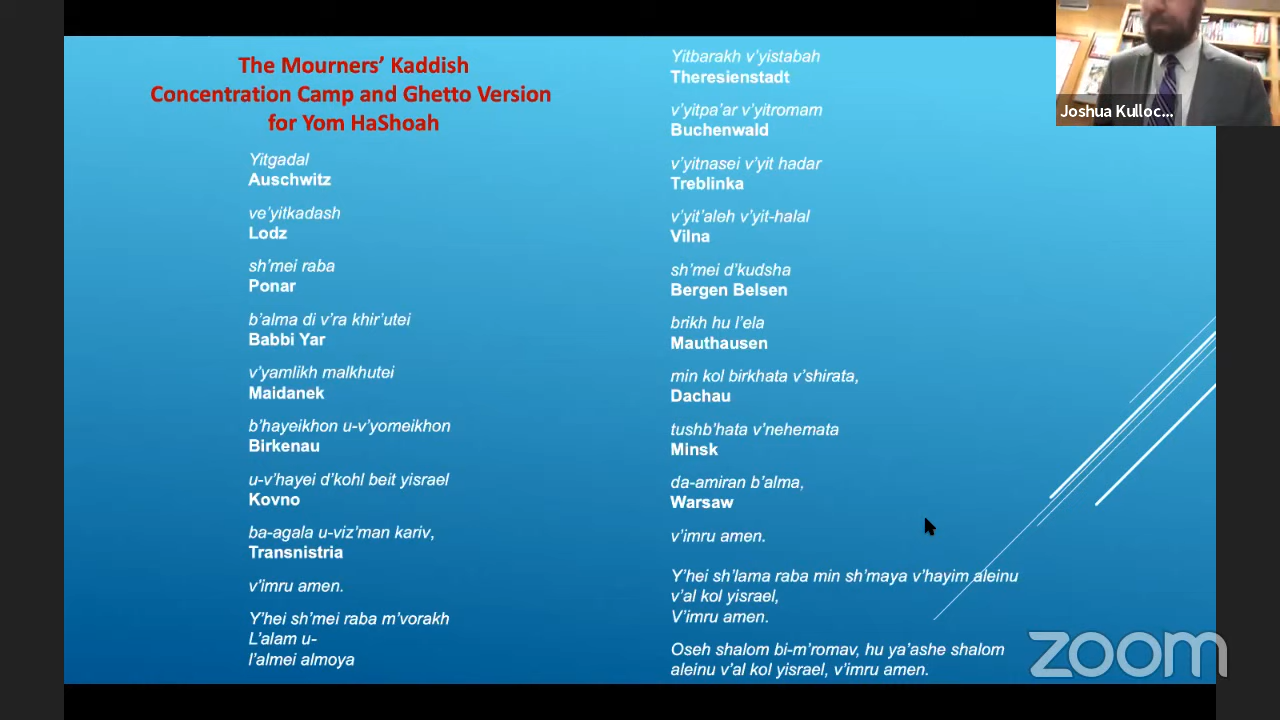 The Mourners' Kaddish
Concentration Camp and Ghetto Version
for Yom HaShoah
Yitgadal
Auschwitz
ve'yitkadash
Lodz
sh'mei raba
Ponar
b'alma di v'ra khir'utei
Babbi Yar
v'yamlikh malkhutei
Maidanek
b'hayeikhon u-v'yomeikhon
Birkenau
u-v'hayei d'kohl beit yisrael
Kovno
ba-agala u-viz'man kariv,
Transnistria
v'imru amen.
Y'hei sh'mei raba m'vorakh
L'alam u-
l'almei almoya
Yitbarakh v'yistabah
Theresienstadt
v'yitpa'ar v'yitromam
Buchenwald
v'yitnasei v'yit hadar
Treblinka
v'yit'aleh v'yit-halal
Vilna
sh'mei d'kudsha
Bergen Belsen
brikh hu l'ela
Mauthausen
min kol birkhata v'shirata,
Dachau
tushb'hata v'nehemata
Minsk
da-amiran b'alma,
Warsaw
v'imru amen.
Y'hei sh'lama raba min sh'maya v'hayim aleinu
v'al kol yisrael,
V'imru amen.
Oseh shalom bi-m'romav, hu ya'ashe shalom
aleinu v'al kol yisrael, v'imru amen.
Joshua Kulloc...
zoom